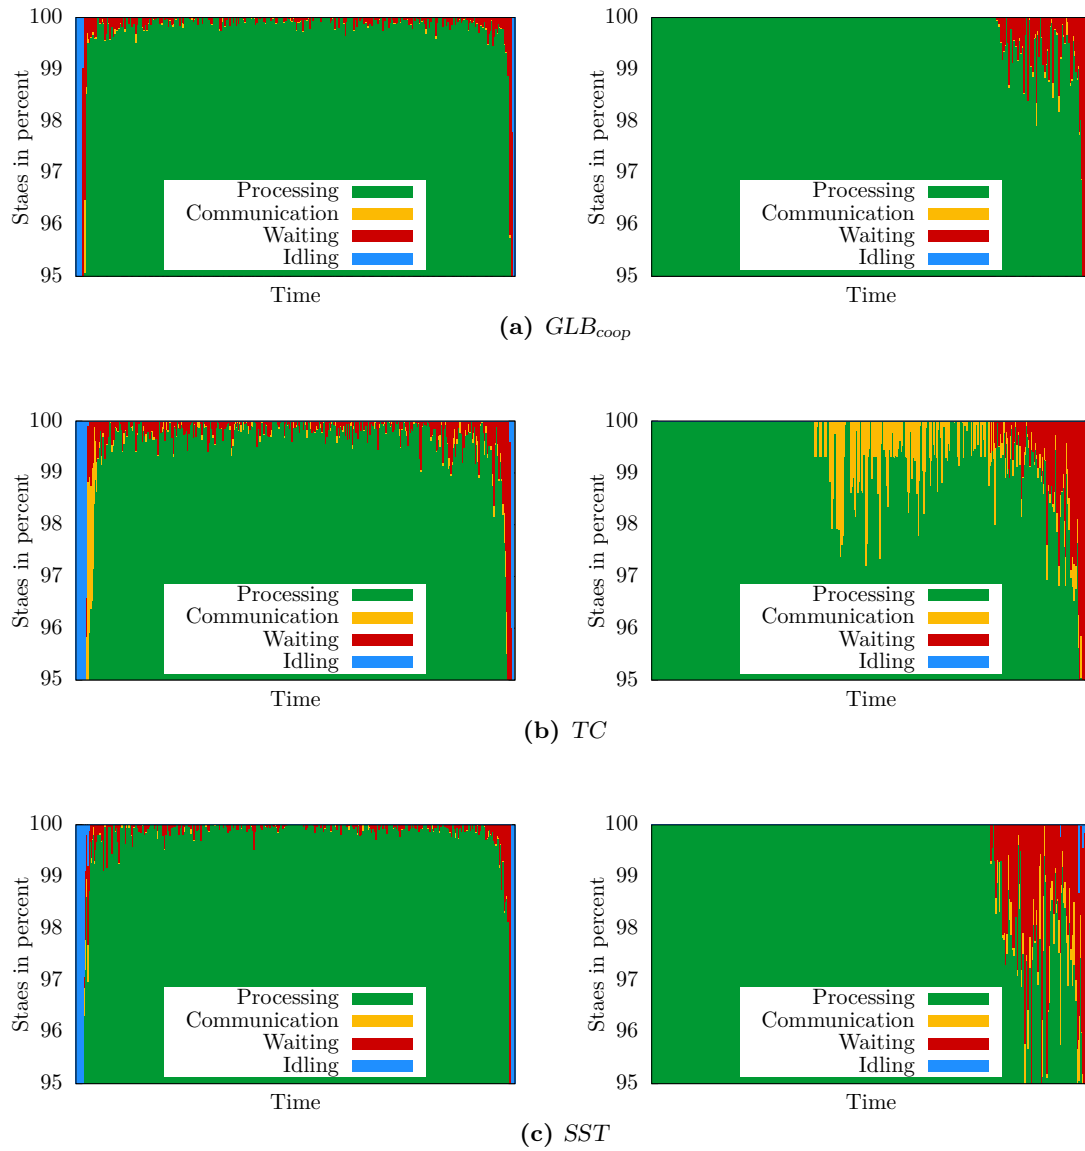 Staes in percent
100
99
98
97
96
95
Processing
Communication
Waiting
Idling
Time
Staes in percent
100
99
98
97
96
95
Processing
Communication
Waiting
Idling
Time
(a) GLBcoop
Staes in percent
100
99
98
97
96
95
Processing
Communication
Waiting
Idling
Time
Staes in percent
100
99
98
97
96
95
Processing
Communication
Waiting
Idling
Time
(b) TC
Staes in percent
100
99
98
97
96
95
Processing
Communication
Waiting
Idling
Time
Staes in percent
100
99
98
97
96
95
Processing
Communication
Waiting
Idling
Time
(c) SST